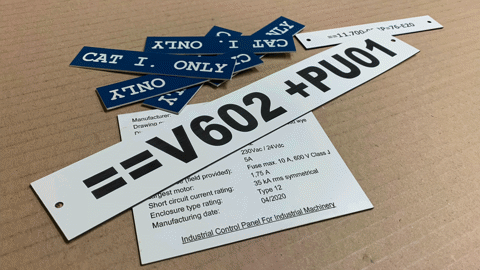 ONLY
CAT I. ONLY
CAT
ONLY
==V602 +PU01
Manufacturer
230Vac / 24Vdc
5A
(field provided): Fuse max. 10 A, 600 V Class J
Largest motor: 1.75 A
Short circuit current rating: 35 kA rms symmetrical
Enclosure type rating: Type 12
Manufacturing date: 04/2020
Industrial Control Panel For Industrial Machinery